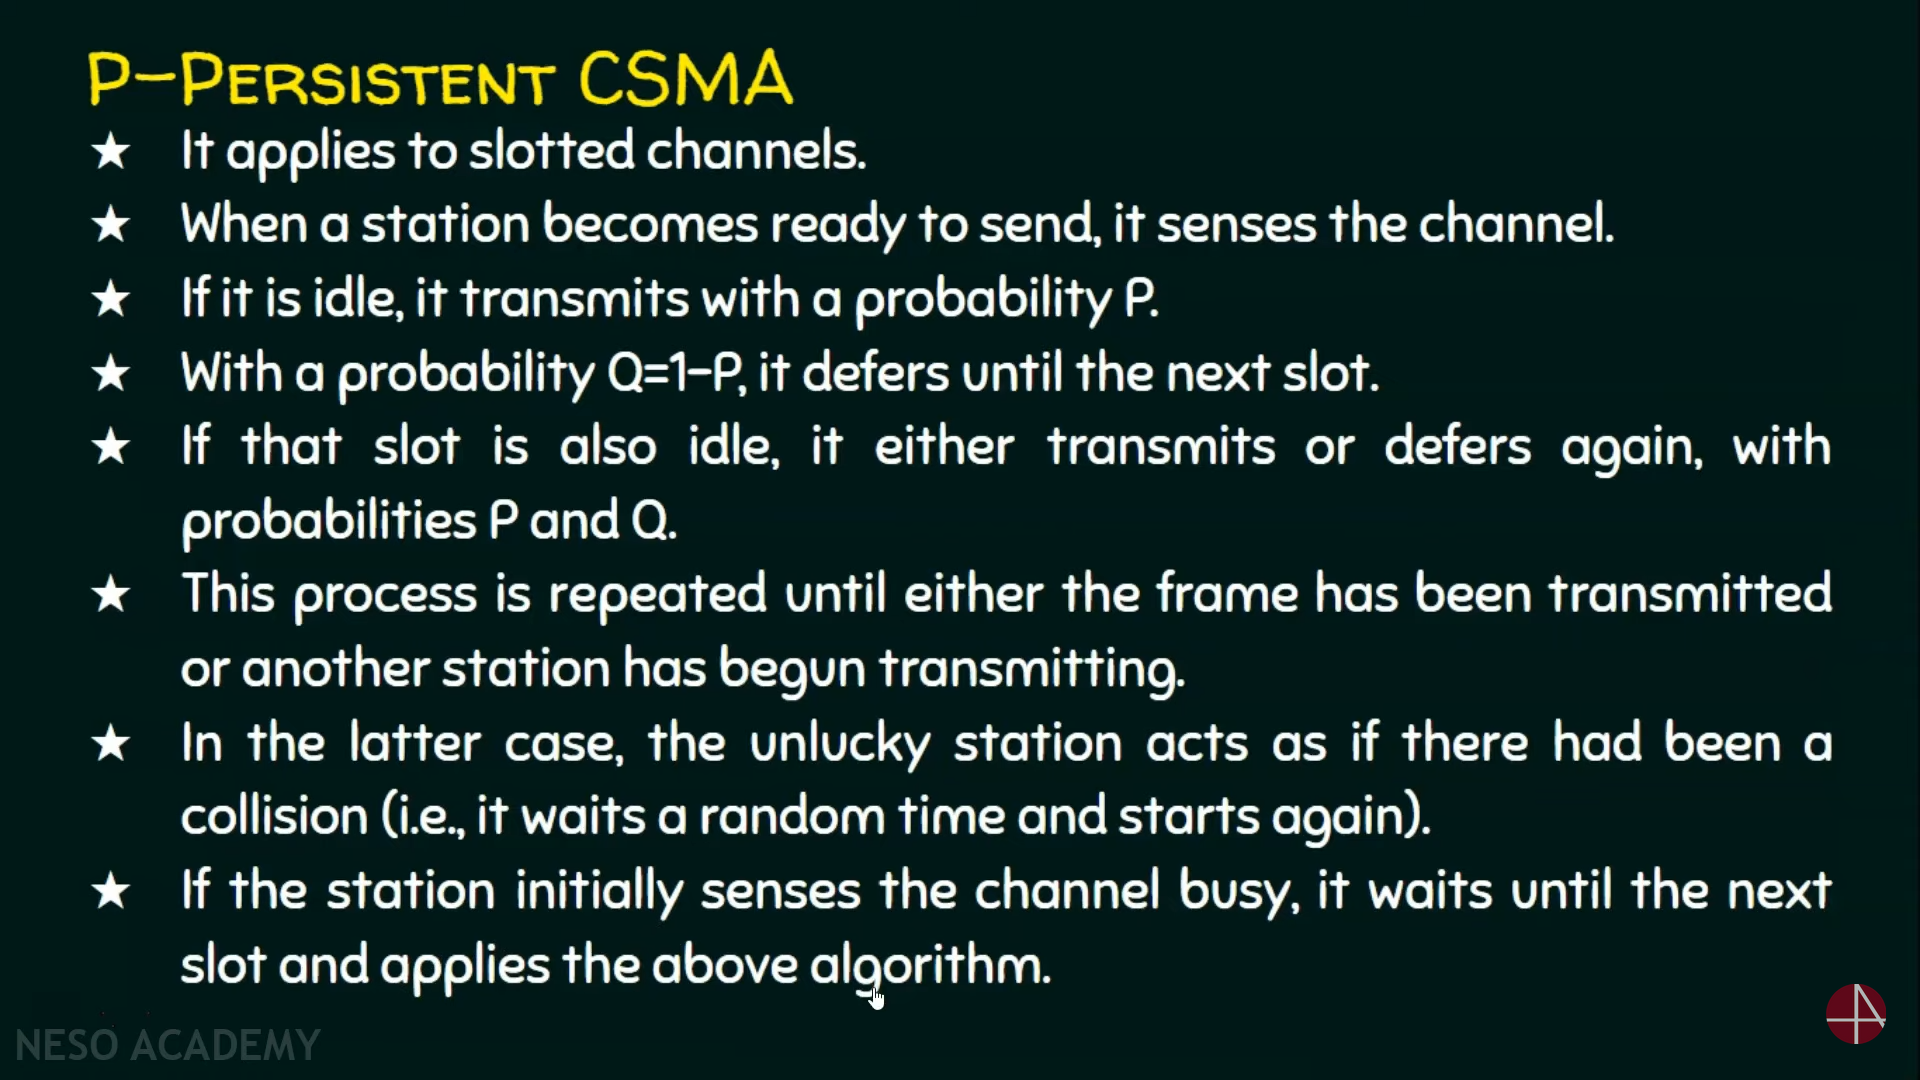 P-PERSISTENT CSMA
★ It applies to slotted channels.
★ When a station becomes ready to send, it senses the channel.
★ If it is idle, it transmits with a probability P.
★ With a probability Q=1-P, it defers until the next slot.
★ If that slot is also idle, it either transmits or defers again, with
probabilities P and Q.
★ This process is repeated until either the frame has been transmitted
or another station has begun transmitting.
★ In the latter case, the unlucky station acts as if there had been a
collision (i.e., it waits a random time and starts again).
★ If the station initially senses the channel busy, it waits until the next
slot and applies the above algorithm.
NESO ACADEMY